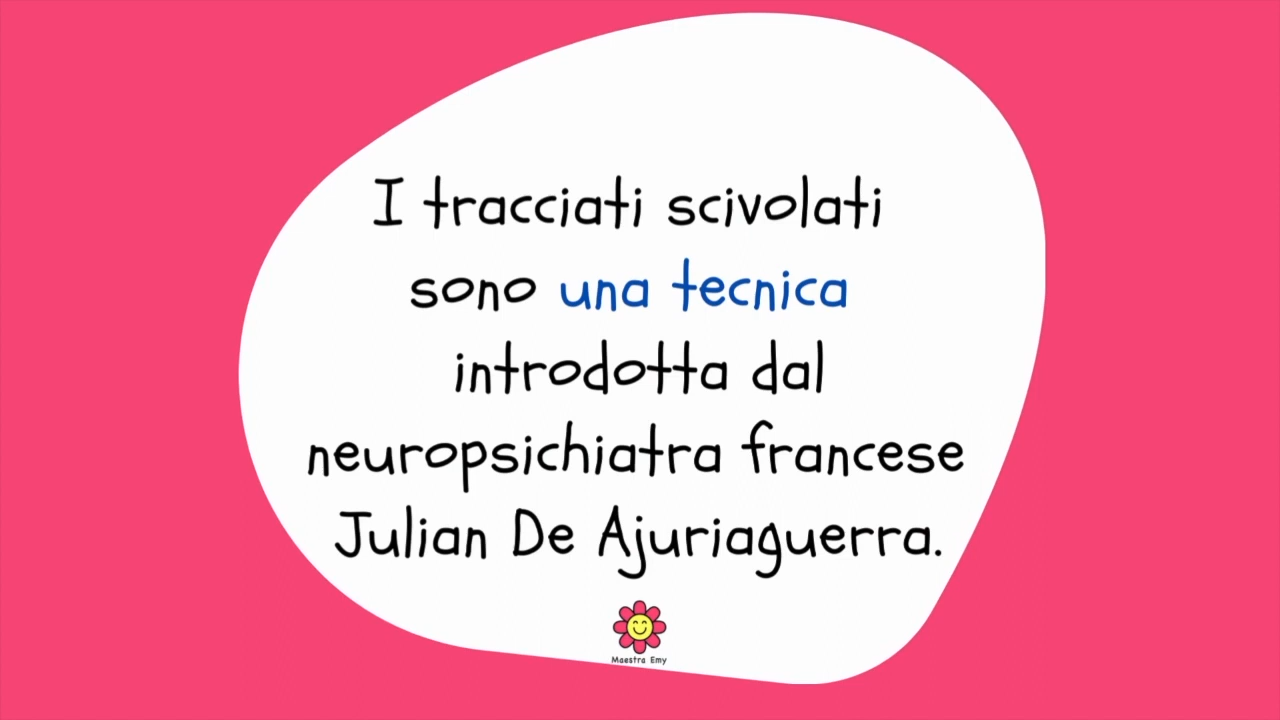 I tracciati scivolati
sono una tecnica
introdotta dal
neuropsichiatra francese
Julian De Ajuriaguerra.
Maestra Emy